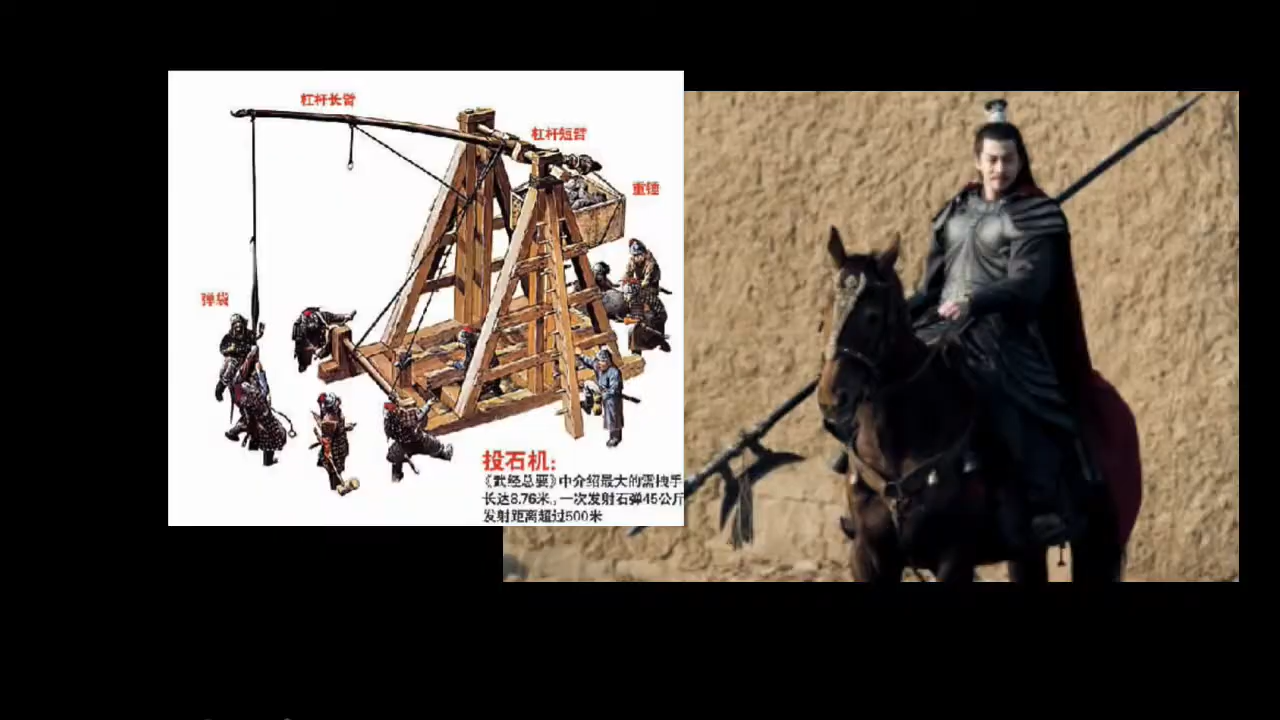 杠杆长臂
杠杆短臂
重锤
弹袋
投石机：
《武经总要》中介绍最大的需拽手
长达8.76米，一次发射石弹45公斤
发射距离超过500米